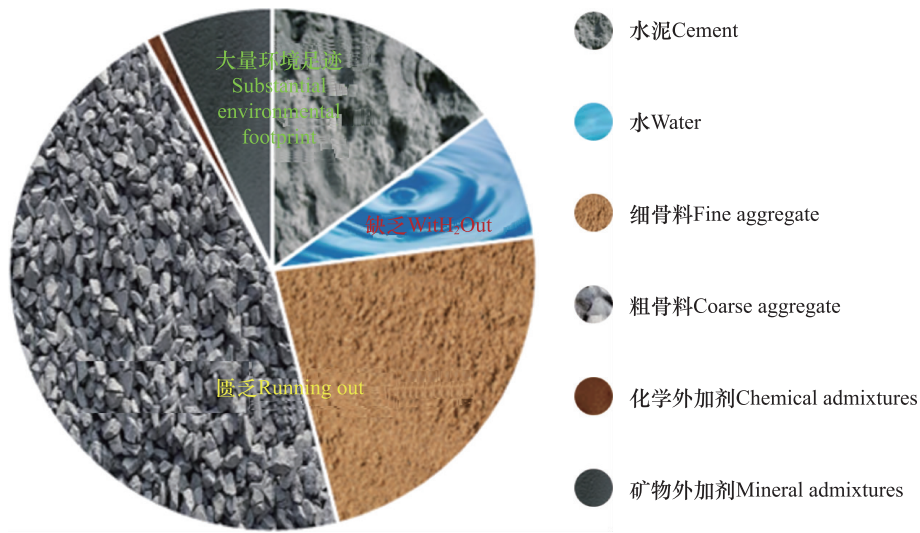 大量环境足迹
Substantial
environmental
footprint
缺乏WitH₂Out
匮乏Running out
水泥Cement
水Water
细骨料Fine aggregate
粗骨料Coarse aggregate
化学外加剂Chemical admixtures
矿物外加剂Mineral admixtures